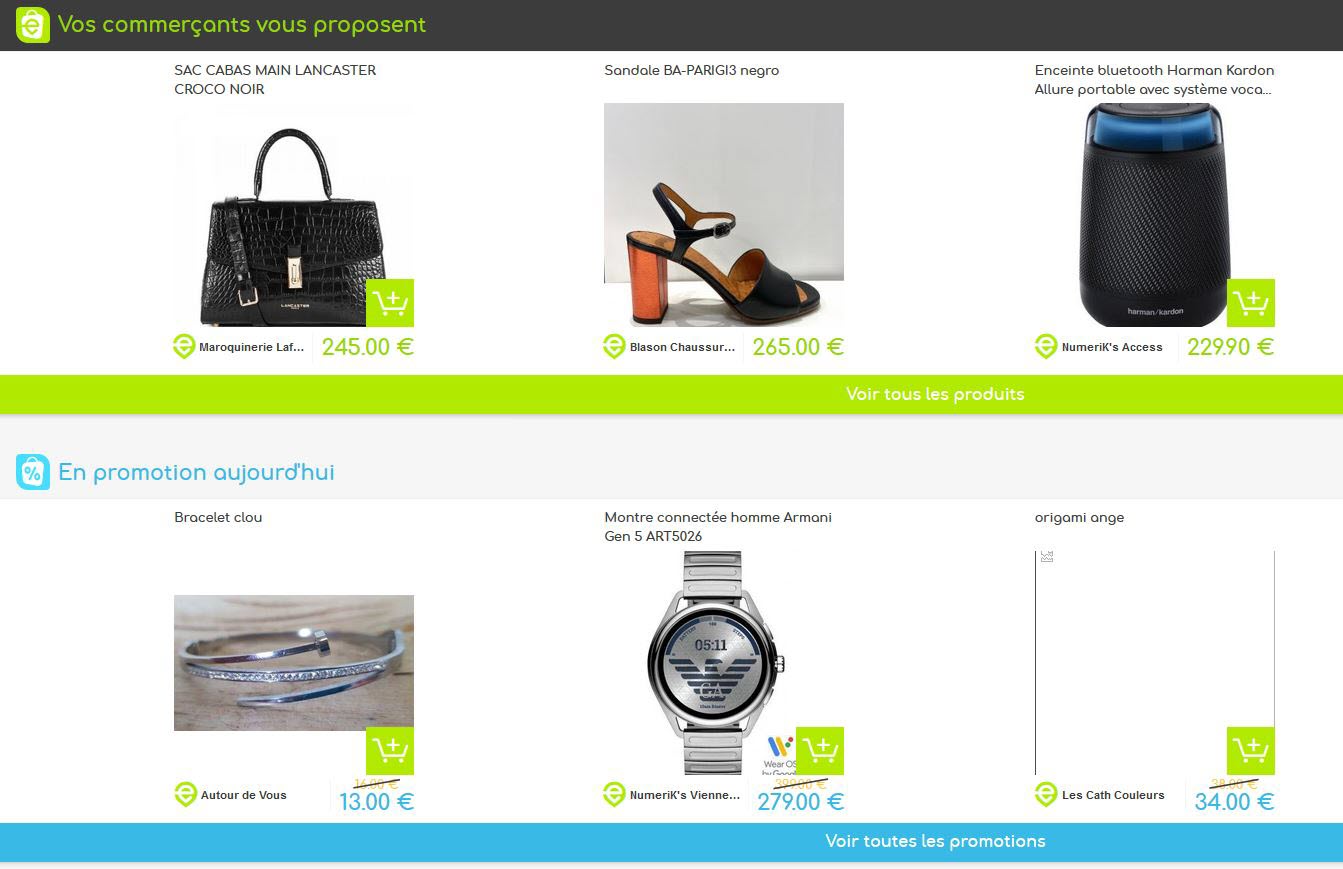 Vos commerçants vous proposent
SAC CABAS MAIN LANCASTER
CROCO NOIR
Sandale BA-PARIGI3 negro
Enceinte bluetooth Harman Kardon
Allure portable avec système voca...
LANCASTER
harman/kardon
Maroquinerie Laf...
245.00 €
Blason Chaussur...
265.00 €
NumeriK's Access
229.90 €
Voir tous les produits
%
En promotion aujourd'hui
Bracelet clou
Montre connectée homme Armani
Gen 5 ART5026
origami ange
BATTERY
STEPS
05:11
GA
Wear OS
by Google
Autour de Vous
16.00 €
13.00 €
NumeriK's Vienne...
399.00 €
279.00 €
Les Cath Couleurs
38.00 €
34.00 €
Voir toutes les promotions